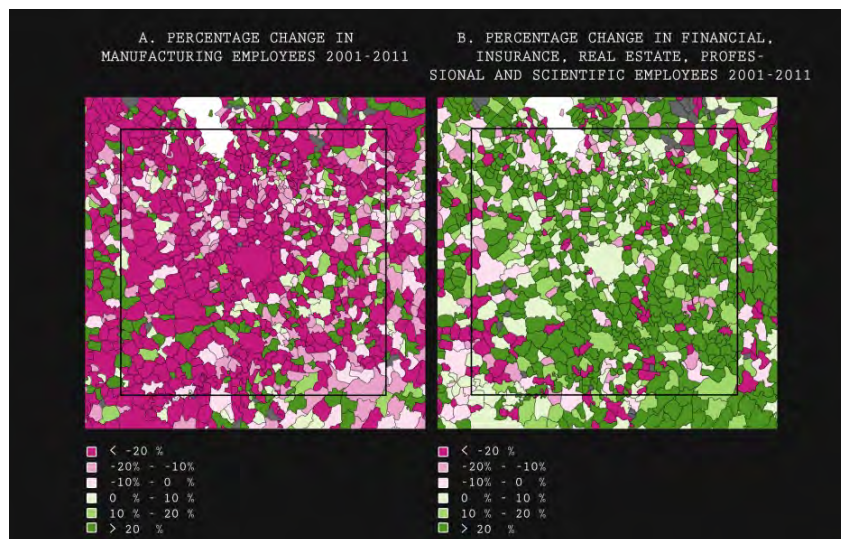 A. PERCENTAGE CHANGE IN
MANUFACTURING EMPLOYEES 2001-2011
B. PERCENTAGE CHANGE IN FINANCIAL,
INSURANCE, REAL ESTATE, PROFES-
SIONAL AND SCIENTIFIC EMPLOYEES 2001-2011
< -20 %
-20% - -10%
-10% - 0 %
0 % - 10 %
10 % - 20 %
> 20 %
< -20 %
-20% - -10%
-10% - 0 %
0 % - 10 %
10 % - 20 %
> 20 %